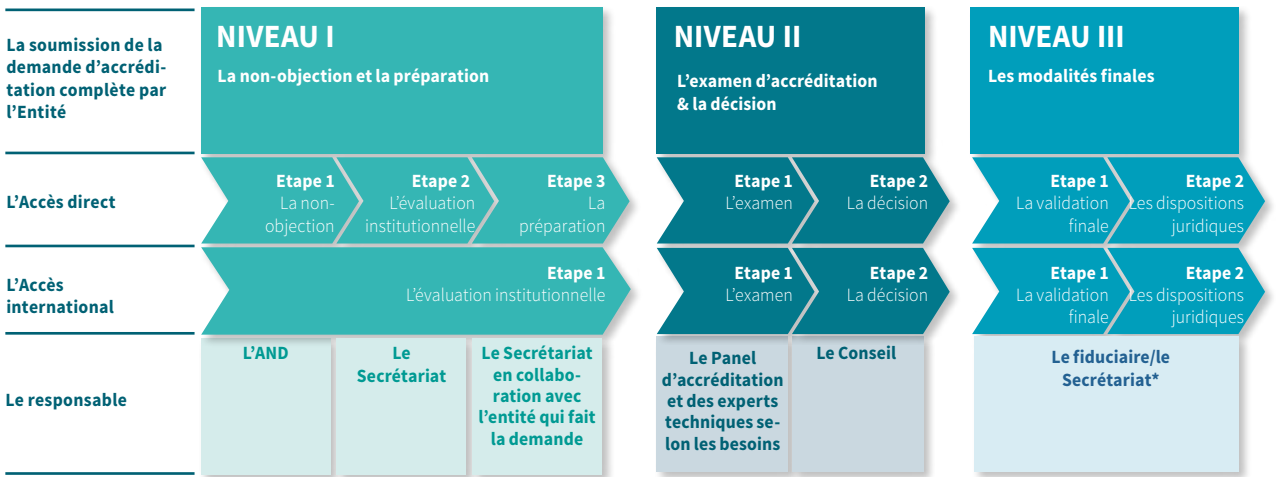 La soumission de la
demande d'accrédi-
tation complète par
l'Entité
NIVEAU I
La non-objection et la préparation
NIVEAU II
L'examen d'accréditation
& la décision
NIVEAU III
Les modalités finales
L'Accès direct
Etape 1
La non-
objection
Etape 2
L'évaluation
institutionnelle
Etape 3
La
préparation
Etape 1
L'examen
Etape 2
La décision
Etape 1
La validation
finale
Etape 2
Les dispositions
juridiques
L'Accès
international
Etape 1
L'évaluation institutionnelle
Etape 1
L'examen
Etape 2
La décision
Etape 1
La validation
finale
Etape 2
Les dispositions
juridiques
Le responsable
L'AND
Le
Secrétariat
Le Secrétariat
en collabo-
ration avec
l'entité qui fait
la demande
Le Panel
d'accréditation
et des experts
techniques se-
lon les besoins
Le Conseil
Le fiduciaire/le
Secrétariat*